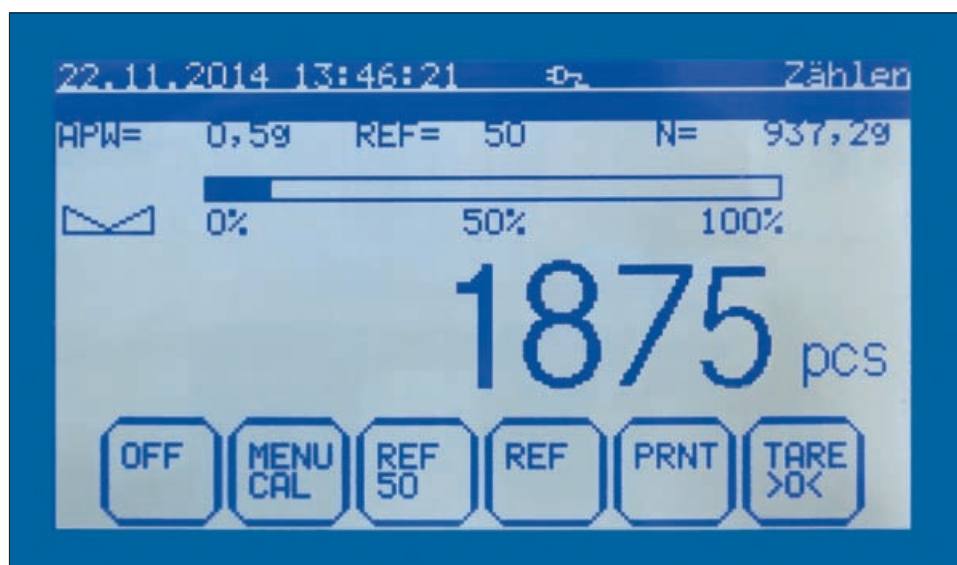 22.11.2014 13:46:21 Zählen
APW= 0,5g REF= 50 N= 937,2g
0% 50% 100%
1875 pcs
OFF MENU CAL REF 50 REF PRNT TARE >0<